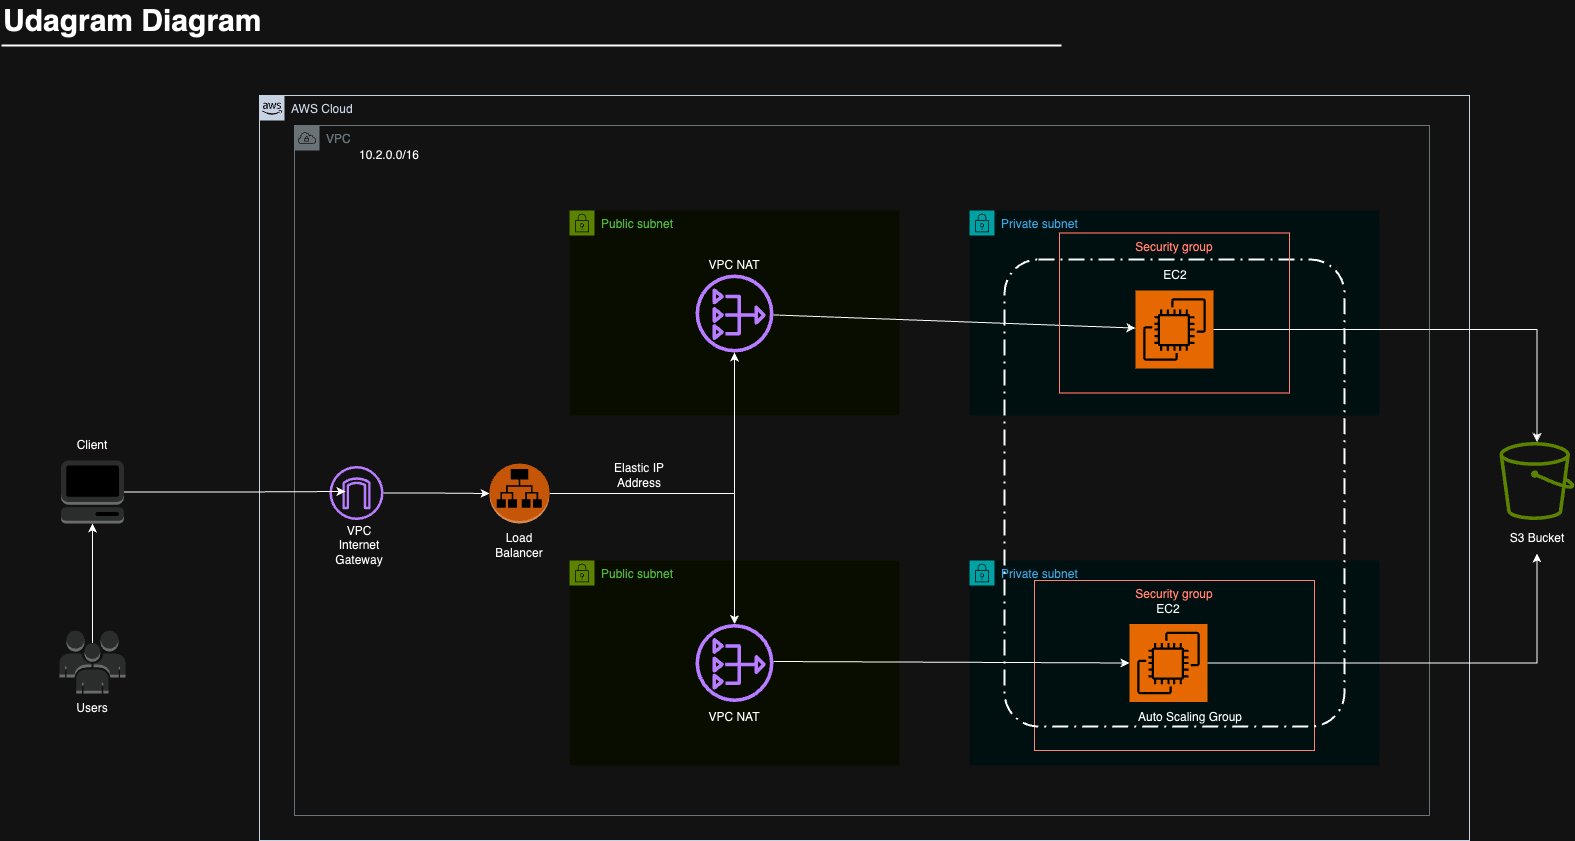 Udagram Diagram
aws
AWS Cloud
VPC
10.2.0.0/16
Public subnet
VPC NAT
Private subnet
Security group
EC2
Client
VPC
Internet
Gateway
Load
Balancer
Elastic IP
Address
Users
Public subnet
VPC NAT
Private subnet
Security group
EC2
Auto Scaling Group
S3 Bucket